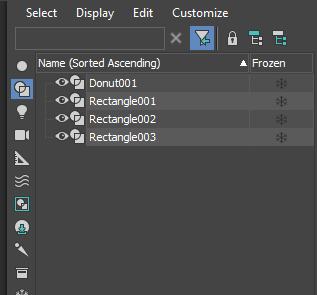 Select Display Edit Customize
Name (Sorted Ascending) Frozen
Donut001
Rectangle001
Rectangle002
Rectangle003